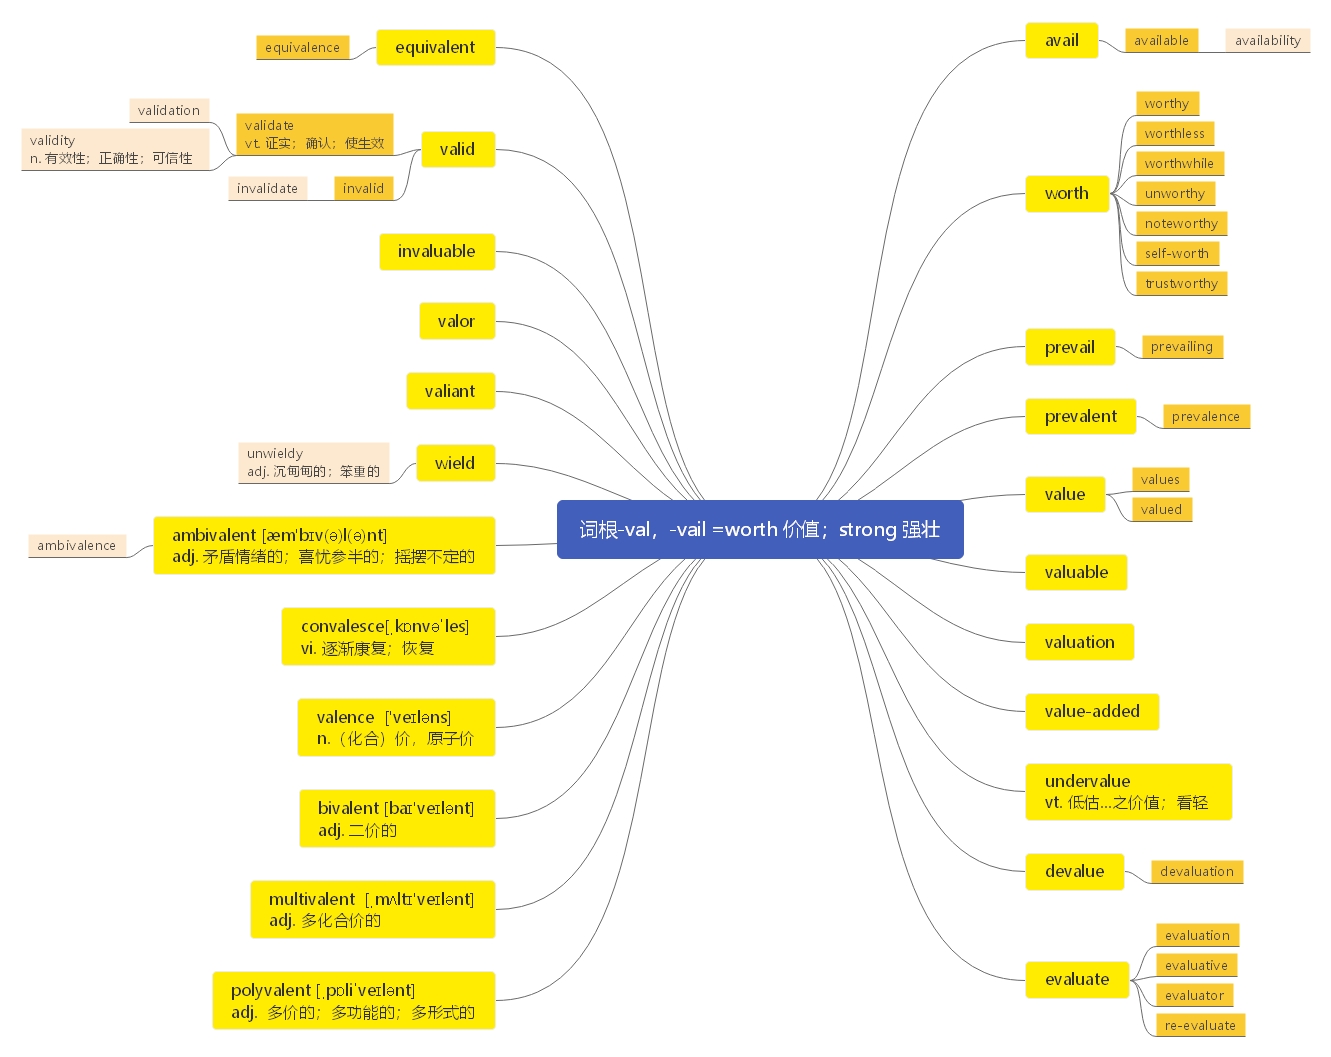 词根-val，-vail =worth 价值；strong 强壮
avail
available
availability
worth
worthy
worthless
worthwhile
unworthy
noteworthy
self-worth
trustworthy
prevail
prevailing
prevalent
prevalence
value
values
valued
valuable
valuation
value-added
undervalue
vt. 低估...之价值；看轻
devalue
devaluation
evaluate
evaluation
evaluative
evaluator
re-evaluate
equivalent
equivalence
valid
validate
vt. 证实；确认；使生效
validation
validity
n. 有效性；正确性；可信性
invalid
invalidate
invaluable
valor
valiant
wield
unwieldy
adj. 沉甸甸的；笨重的
ambivalent [æm'bɪv(ə)l(ə)nt]
adj. 矛盾情绪的；喜忧参半的；摇摆不定的
ambivalence
convalesce[ˌkɒnvəˈles]
vi. 逐渐康复；恢复
valence  ['veɪləns]
n.（化合）价，原子价
bivalent [baɪ'veɪlənt]
adj. 二价的
multivalent  [ˌmʌltɪ'veɪlənt]
adj. 多化合价的
polyvalent [ˌpɒliˈveɪlənt]
adj.  多价的；多功能的；多形式的